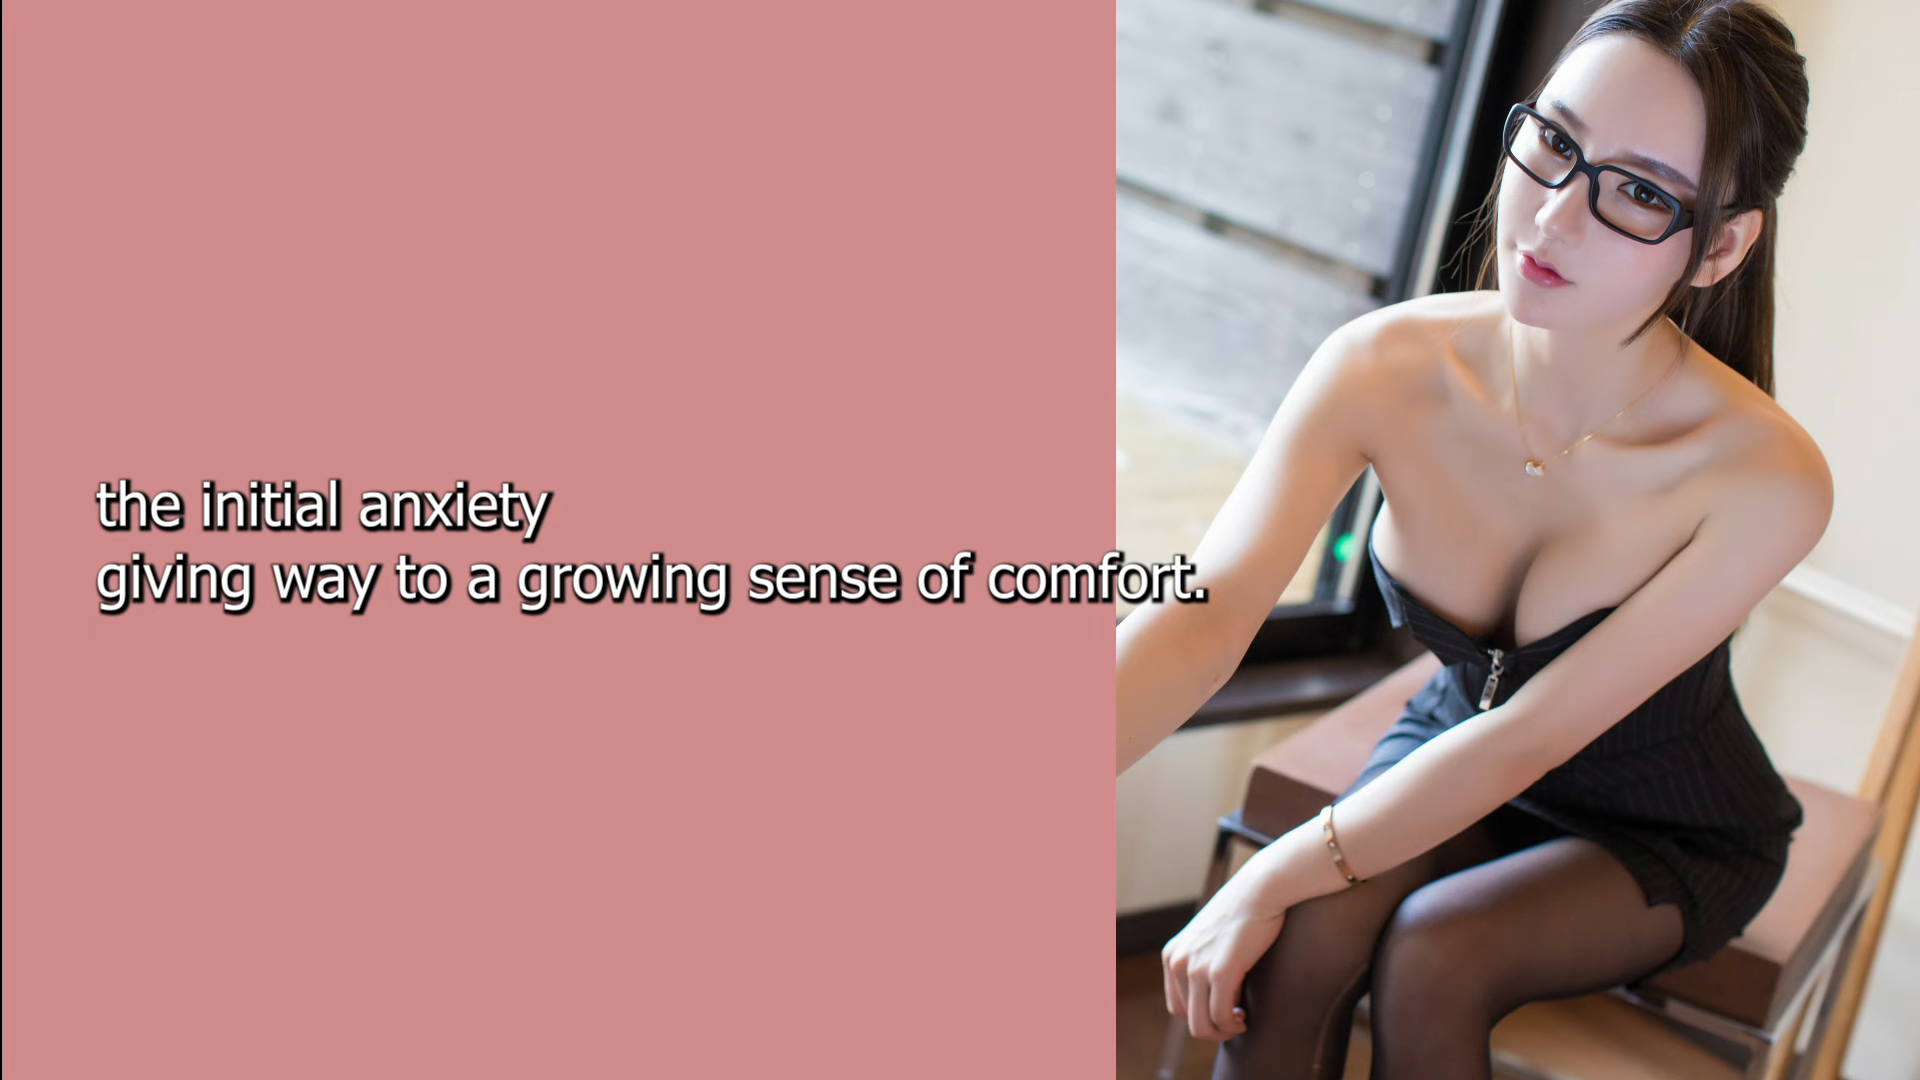 the initial anxiety
giving way to a growing sense of comfort.